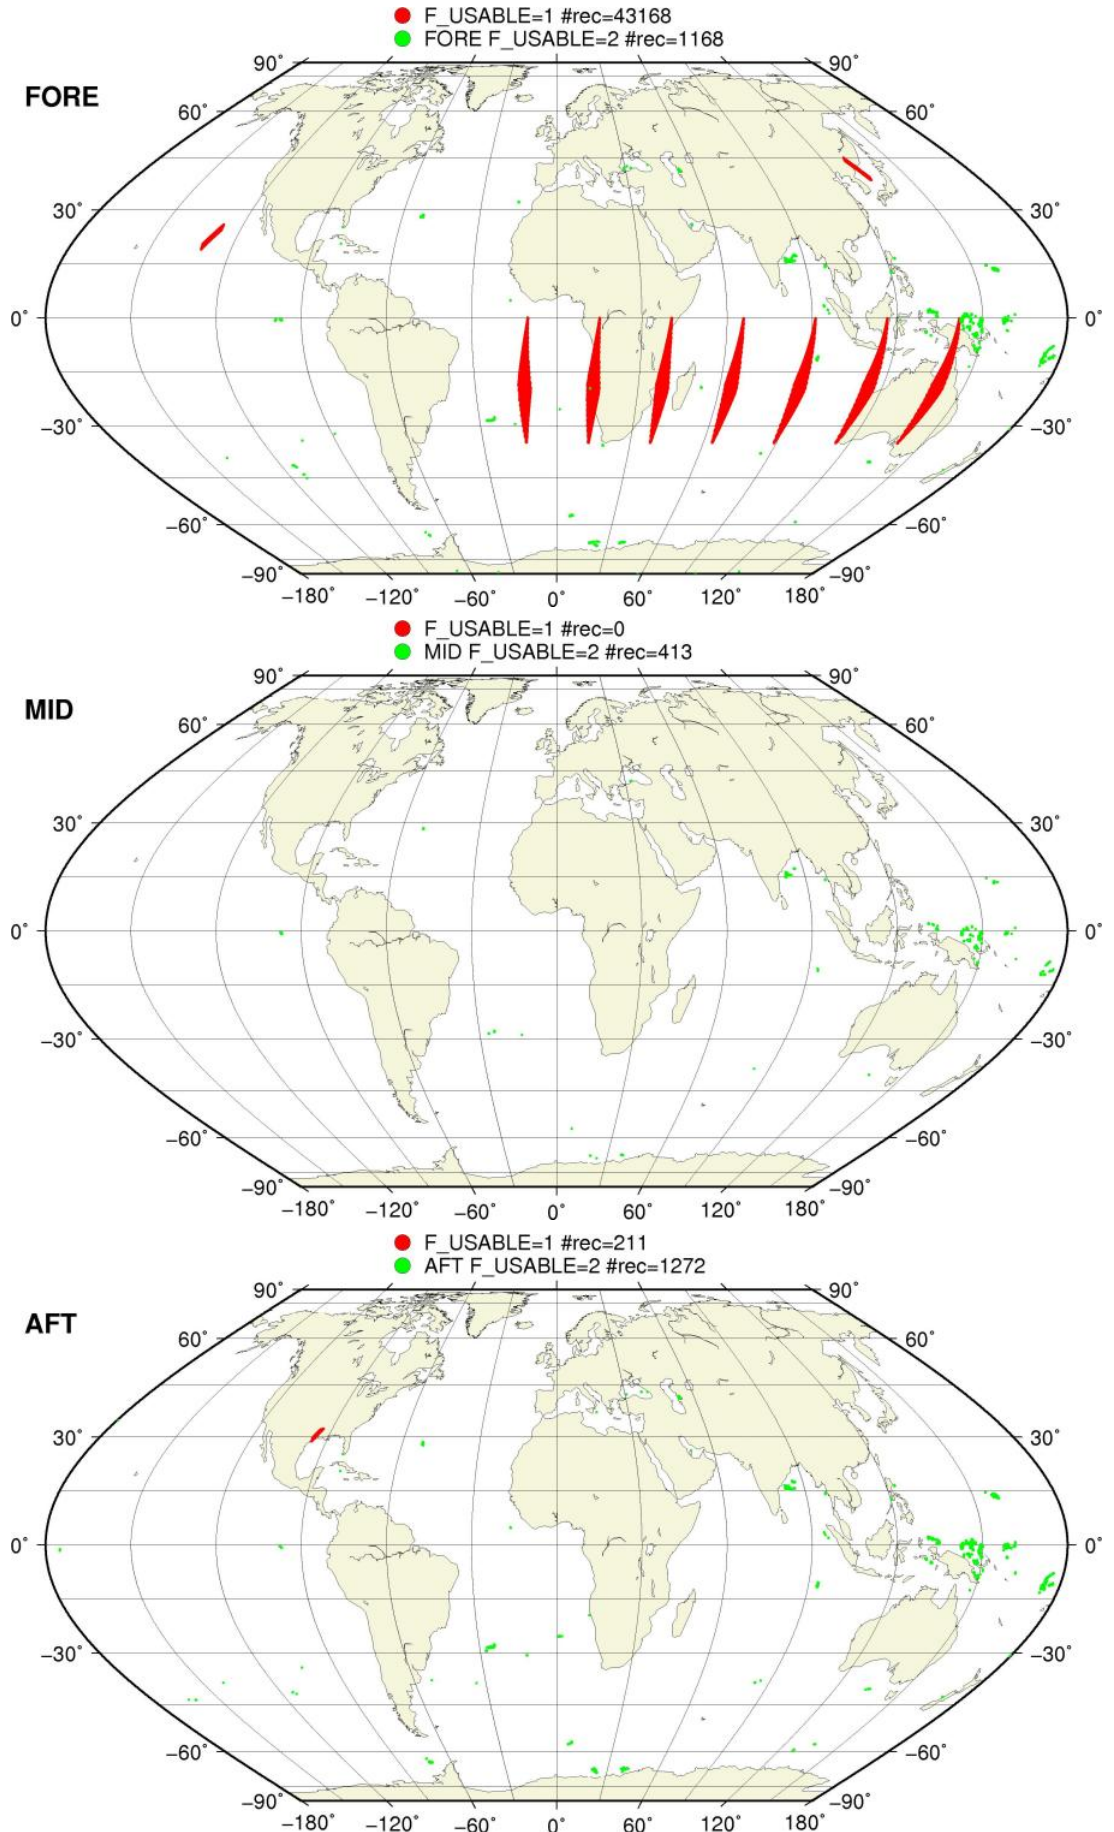 F_USABLE=1 #rec=43168
FORE F_USABLE=2 #rec=1168
FORE
90° 90°
60° 60°
30° 30°
0° 0°
−30° −30°
−60° −60°
−90° −90°
−180° −120° −60° 0° 60° 120° 180°
F_USABLE=1 #rec=0
MID F_USABLE=2 #rec=413
MID
90° 90°
60° 60°
30° 30°
0° 0°
−30° −30°
−60° −60°
−90° −90°
−180° −120° −60° 0° 60° 120° 180°
F_USABLE=1 #rec=211
AFT F_USABLE=2 #rec=1272
AFT
90° 90°
60° 60°
30° 30°
0° 0°
−30° −30°
−60° −60°
−90° −90°
−180° −120° −60° 0° 60° 120° 180°